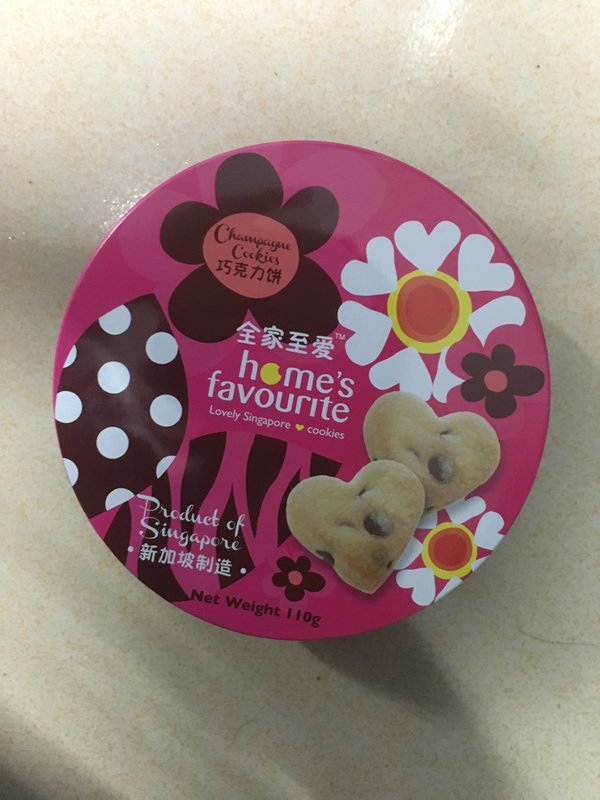 Champagne
Cookies
巧克力饼
全家至爱™
home's
favourite
Lovely Singapore cookies
Product of
Singapore
• 新加坡制造 •
Net Weight 110g